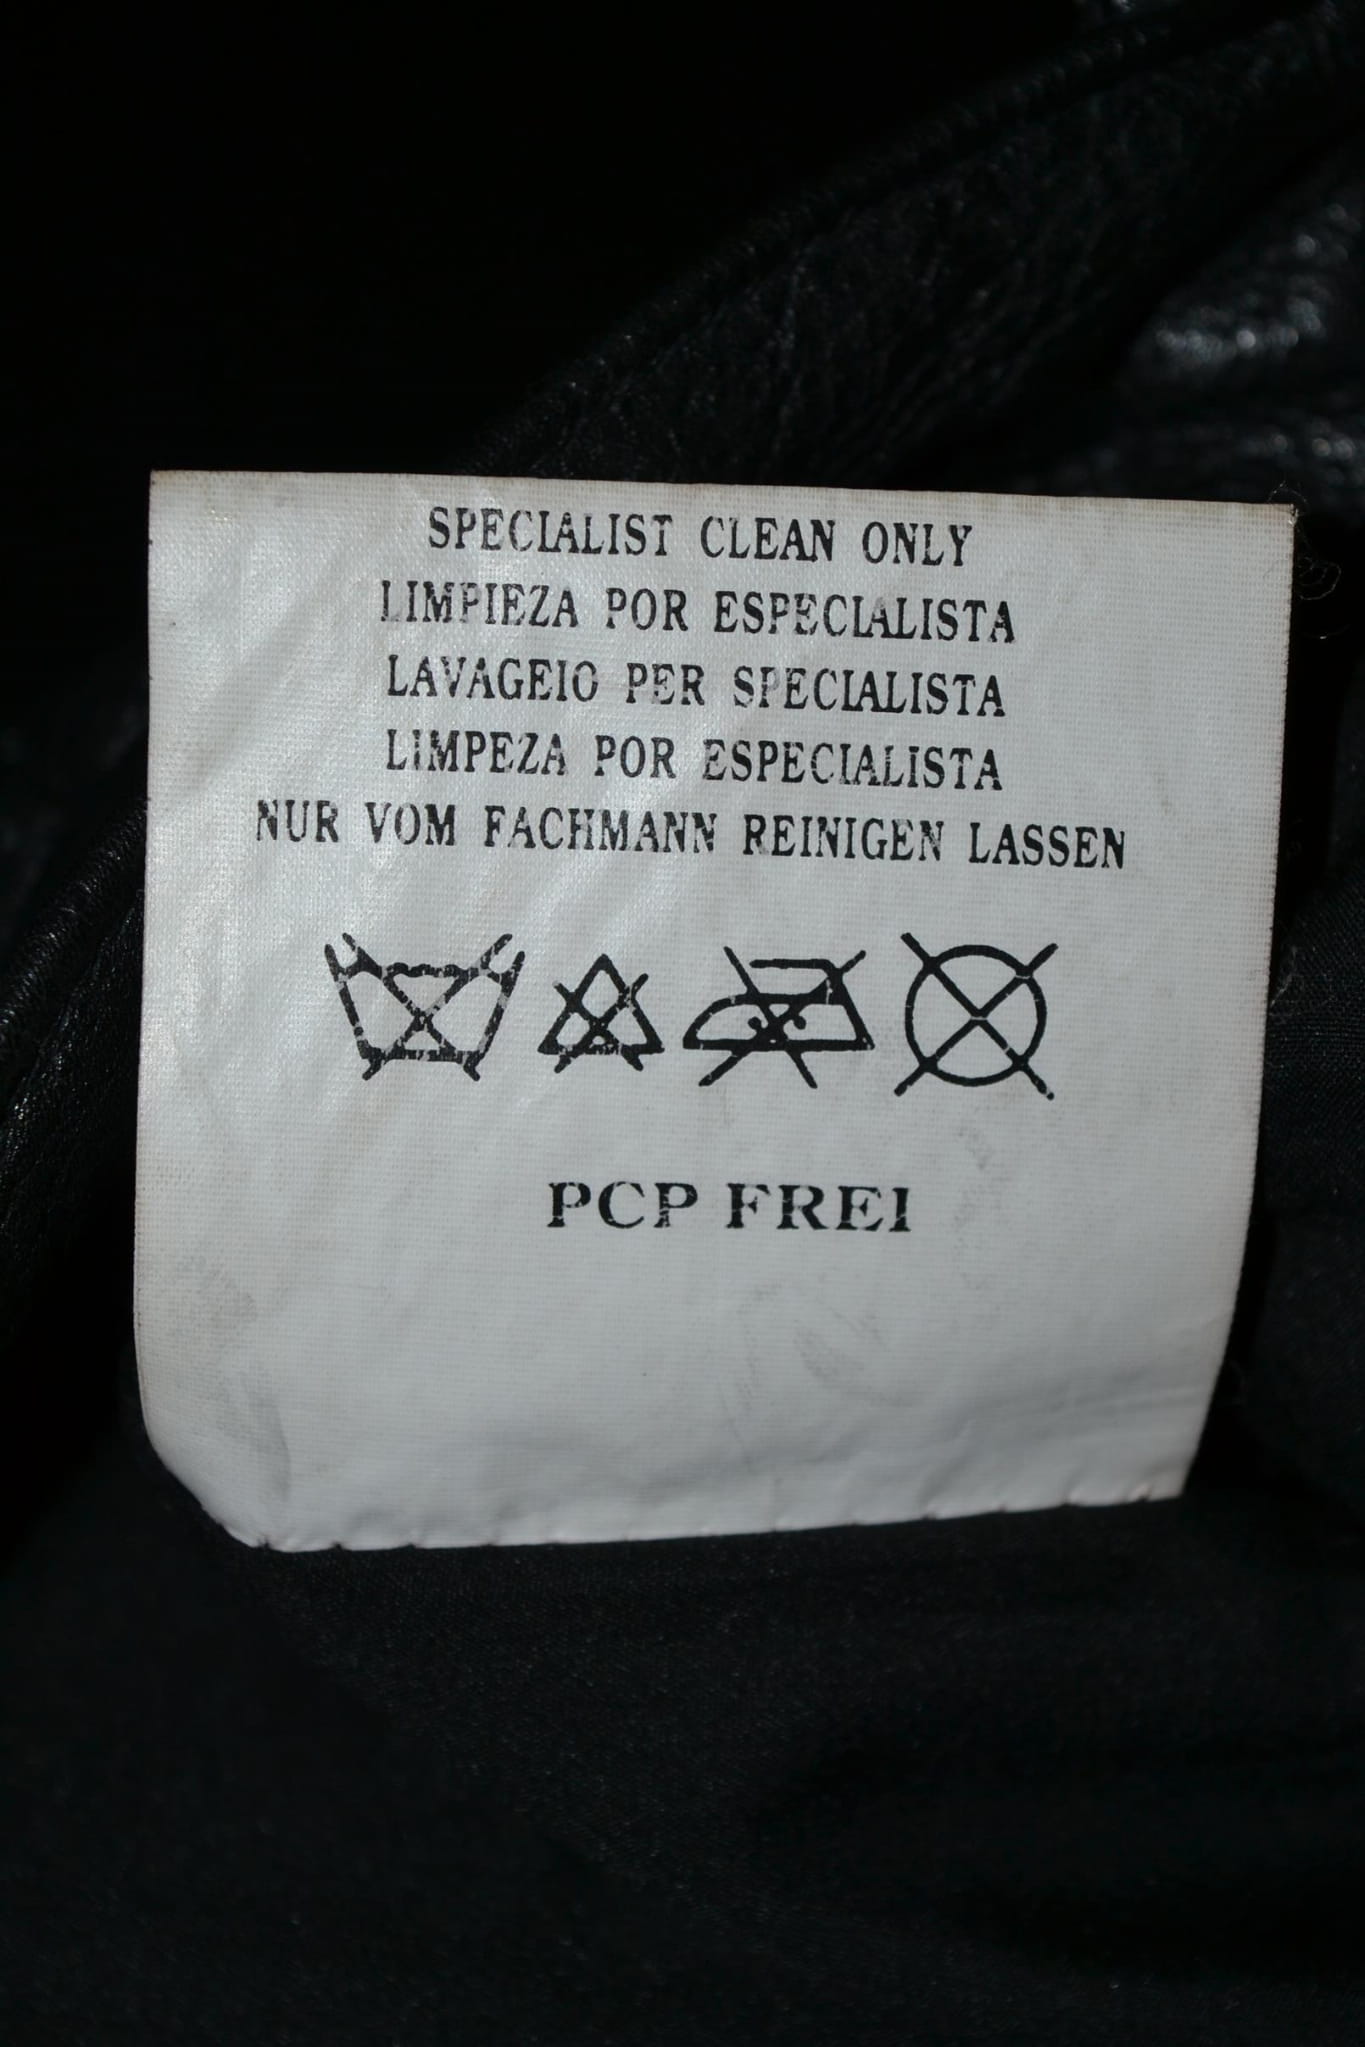 SPECIALIST CLEAN ONLY
LIMPIEZA POR ESPECIALISTA
LAVAGEIO PER SPECIALISTA
LIMPEZA POR ESPECIALISTA
NUR VOM FACHMANN REINIGEN LASSEN
PCP FREI